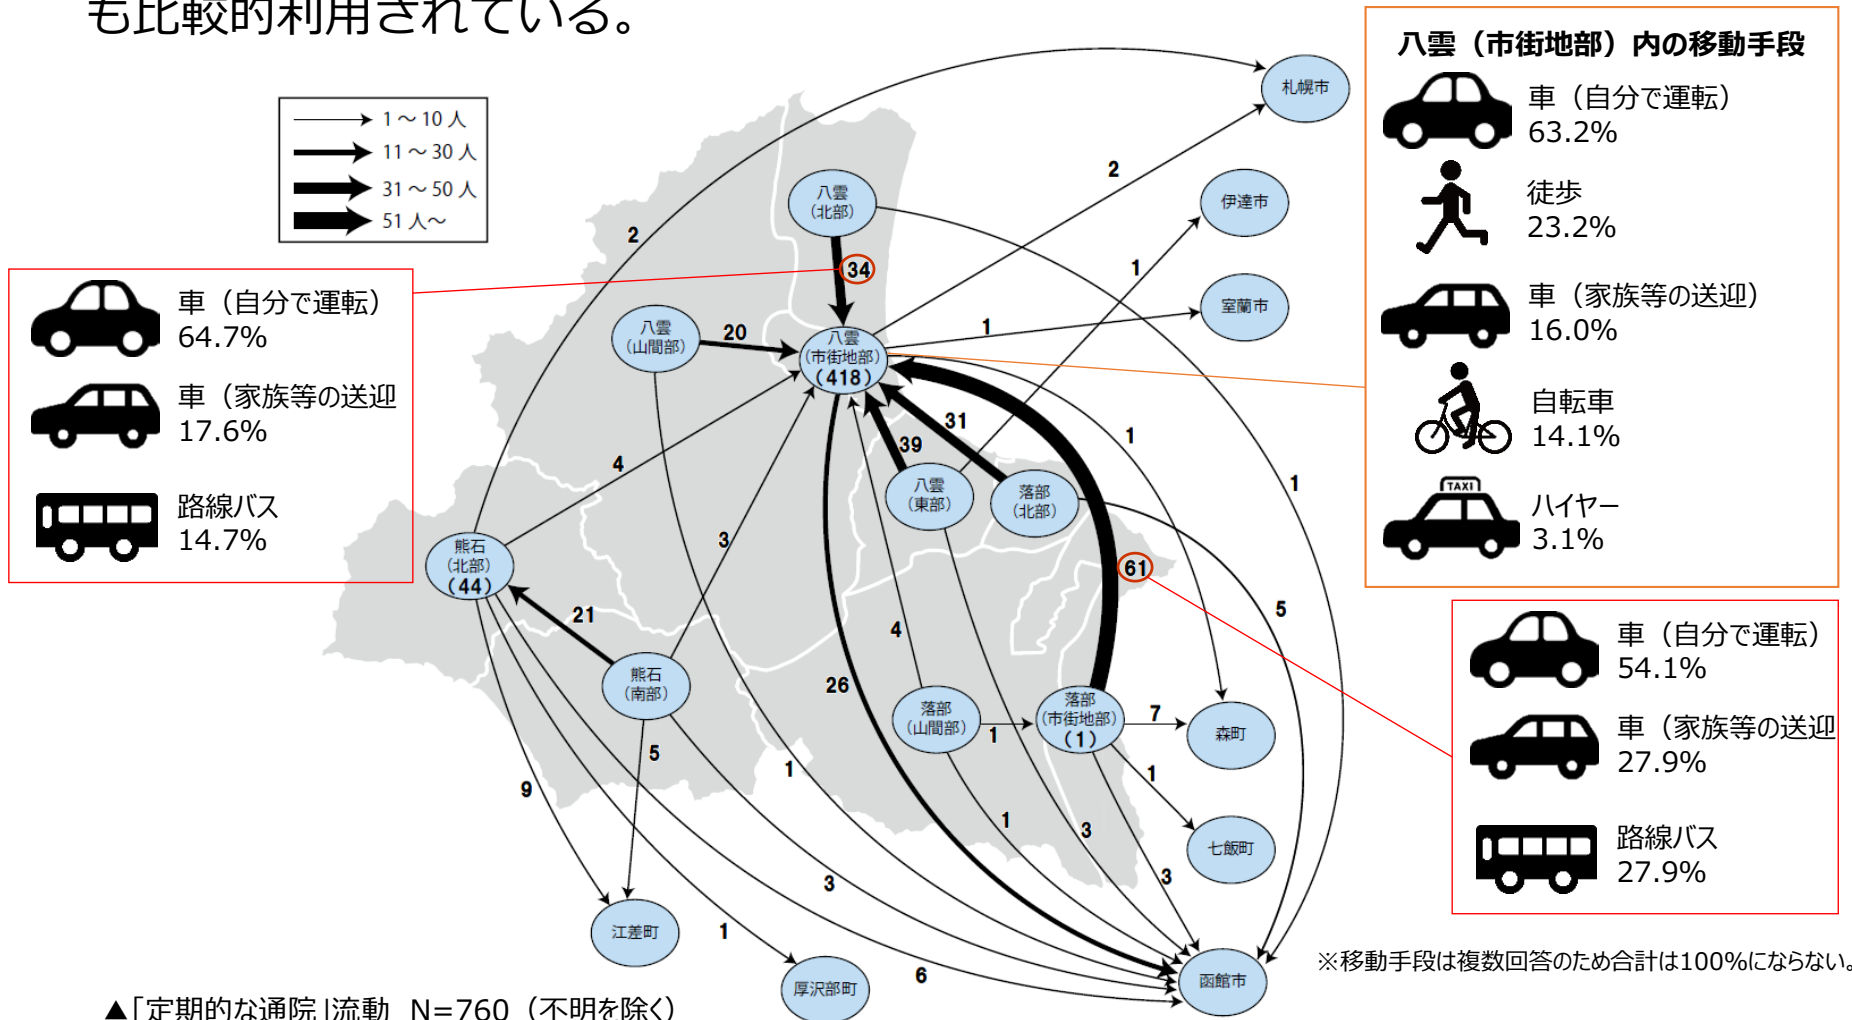 も比較的利用されている。
1～10 人
11～30 人
31～50 人
51 人～
八雲（市街地部）内の移動手段
車（自分で運転）
63.2%
徒歩
23.2%
車（家族等の送迎）
16.0%
自転車
14.1%
TAXI
ハイヤー
3.1%
車（自分で運転）
64.7%
車（家族等の送迎
17.6%
路線バス
14.7%
車（自分で運転）
54.1%
車（家族等の送迎
27.9%
路線バス
27.9%
札幌市
伊達市
室蘭市
八雲
（北部）
八雲
（山間部）
八雲
（市街地部）
（418）
八雲
（東部）
落部
（北部）
熊石
（北部）
（44）
熊石
（南部）
落部
（山間部）
落部
（市街地部）
（1）
森町
七飯町
江差町
厚沢部町
函館市
2
2
34
1
1
20
1
31
39
1
4
3
61
5
21
4
26
7
1
5
1
1
9
1
3
3
3
1
6
※移動手段は複数回答のため合計は100%にならない。
▲「定期的な通院」流動 N=760（不明を除く）